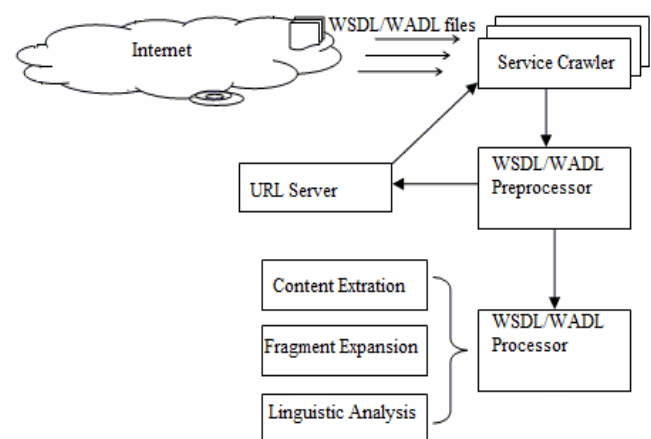 WSDL/WADL files
Internet
Service Crawler
WSDL/WADL
Preprocessor
URL Server
Content Extration
Fragment Expansion
Linguistic Analysis
WSDL/WADL
Processor